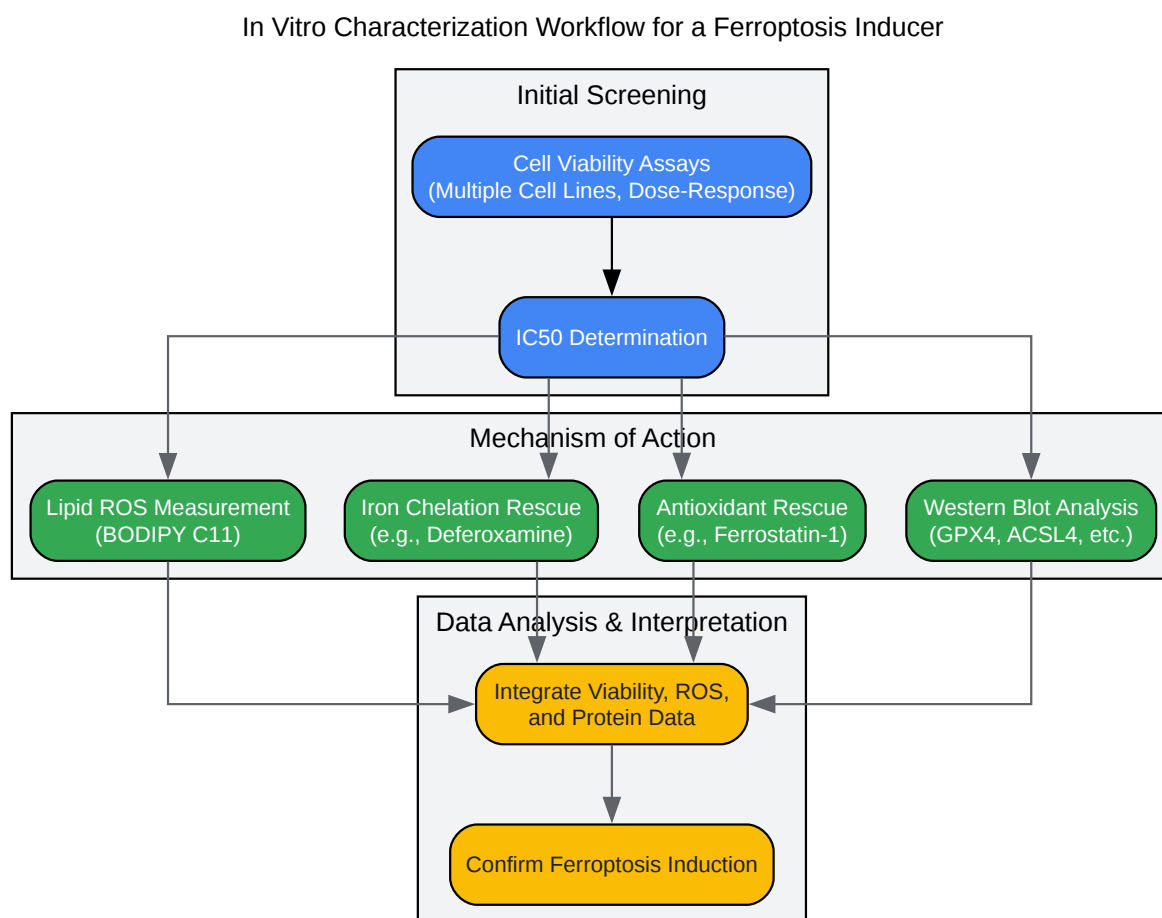 In Vitro Characterization Workflow for a Ferroptosis Inducer
Initial Screening
Cell Viability Assays
(Multiple Cell Lines, Dose-Response)
IC50 Determination
Mechanism of Action
Lipid ROS Measurement
(BODIPY C11)
Iron Chelation Rescue
(e.g., Deferoxamine)
Antioxidant Rescue
(e.g., Ferrostatin-1)
Western Blot Analysis
(GPX4, ACSL4, etc.)
Data Analysis & Interpretation
Integrate Viability, ROS,
and Protein Data
Confirm Ferroptosis Induction